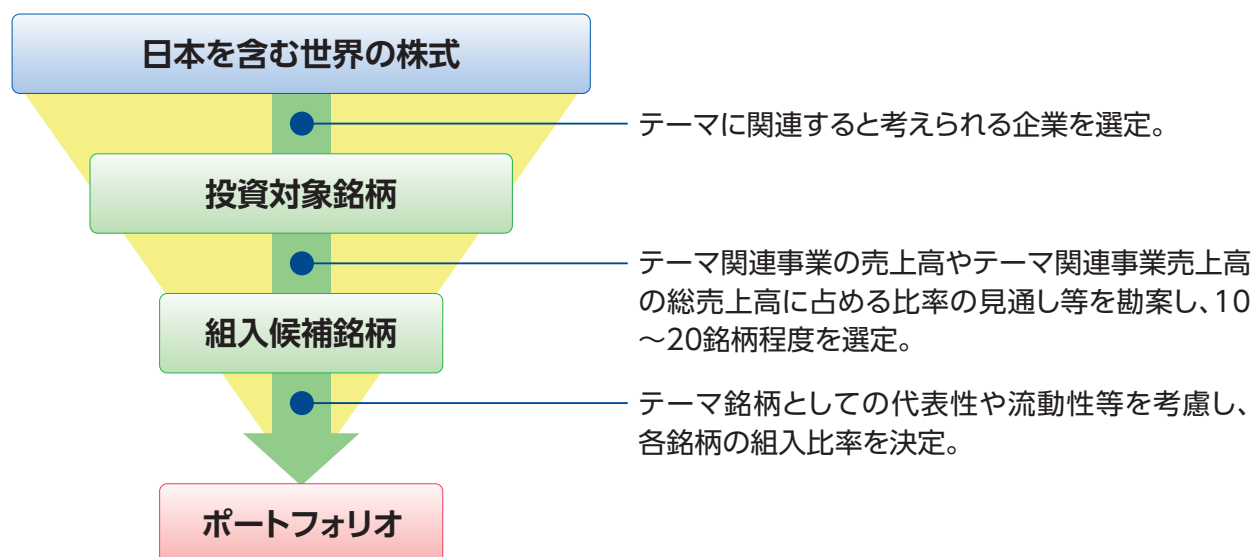 日本を含む世界の株式
テーマに関連すると考えられる企業を選定。
投資対象銘柄
テーマ関連事業の売上高やテーマ関連事業売上高
の総売上高に占める比率の見通し等を勘案し、10
～20銘柄程度を選定。
組入候補銘柄
テーマ銘柄としての代表性や流動性等を考慮し、
各銘柄の組入比率を決定。
ポートフォリオ